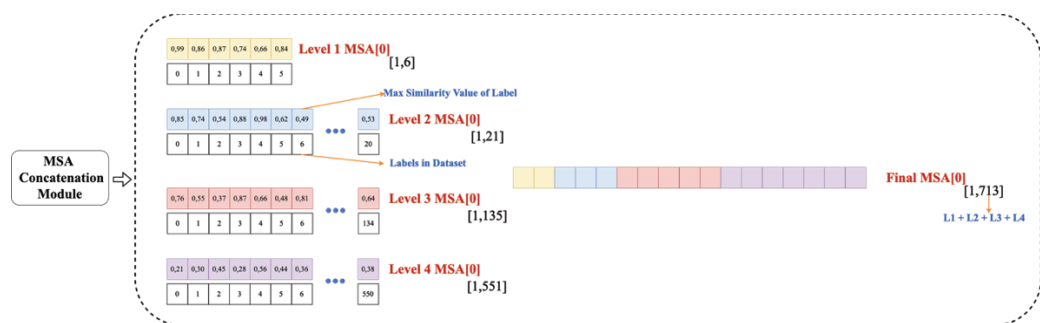 MSA
Concatenation
Module
0,99 0,86 0,87 0,74 0,66 0,84
Level 1 MSA[0]
[1,6]
0 1 2 3 4 5
Max Similarity Value of Label
0,85 0,74 0,54 0,88 0,98 0,62 0,49 ... 0,53
Level 2 MSA[0]
[1,21]
0 1 2 3 4 5 6 20
Labels in Dataset
0,76 0,55 0,37 0,87 0,66 0,48 0,81 ... 0,64
Level 3 MSA[0]
[1,135]
0 1 2 3 4 5 6 134
0,21 0,30 0,45 0,28 0,56 0,44 0,36 ... 0,38
Level 4 MSA[0]
[1,551]
0 1 2 3 4 5 6 550
Final MSA[0]
[1,713]
L1 + L2 + L3 + L4